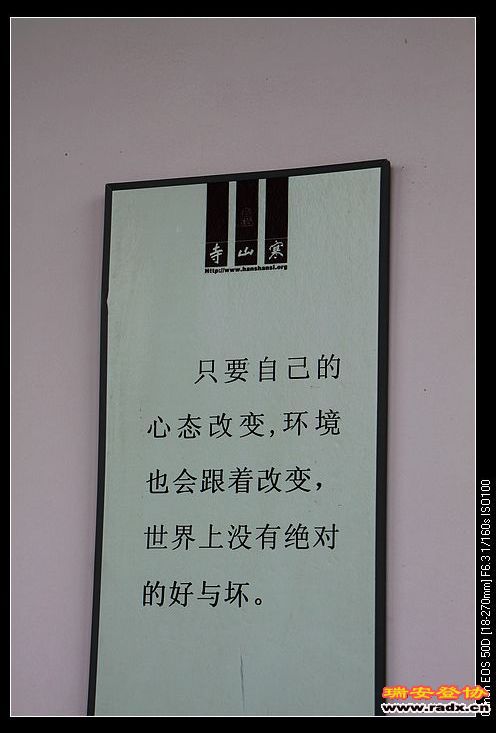 寺山寒
Http://www.hanshansi.org
只要自己的
心态改变,环境
也会跟着改变，
世界上没有绝对
的好与坏。
EOS 50D [18-270mm] F6.3 1/160s ISO100
瑞安登协
www.radx.cn